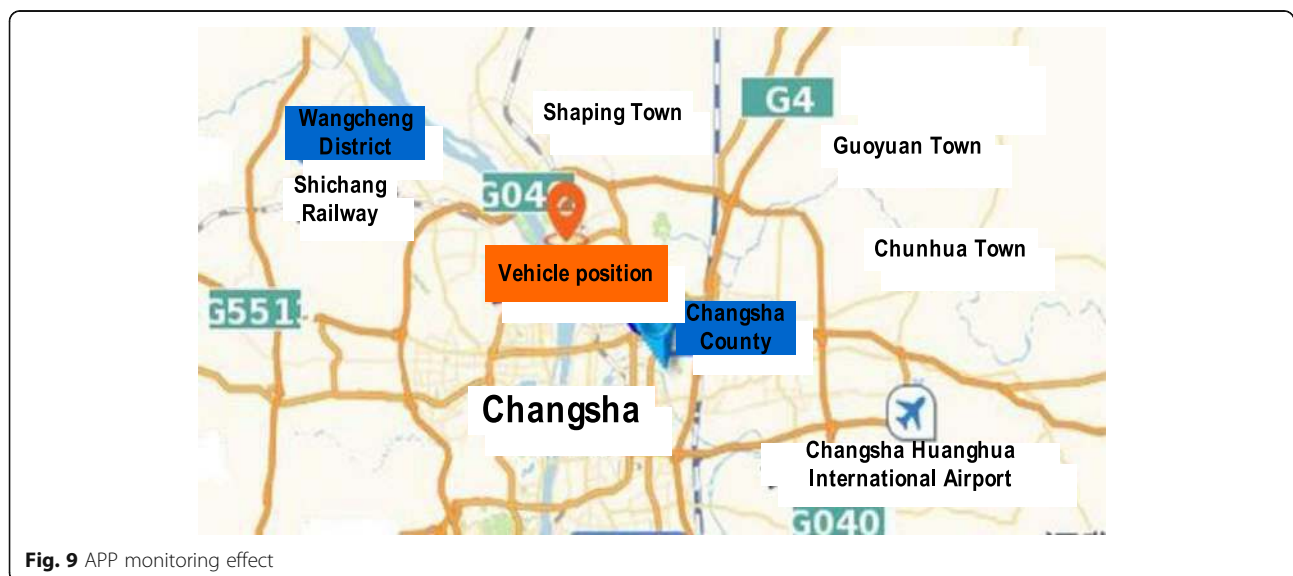 G4
Shaping Town
Wangcheng
District
Guoyuan Town
Shichang
Railway
G04
Chunhua Town
Vehicle position
G551
Changsha
County
Changsha
Changsha Huanghua
International Airport
G040
Fig. 9 APP monitoring effect